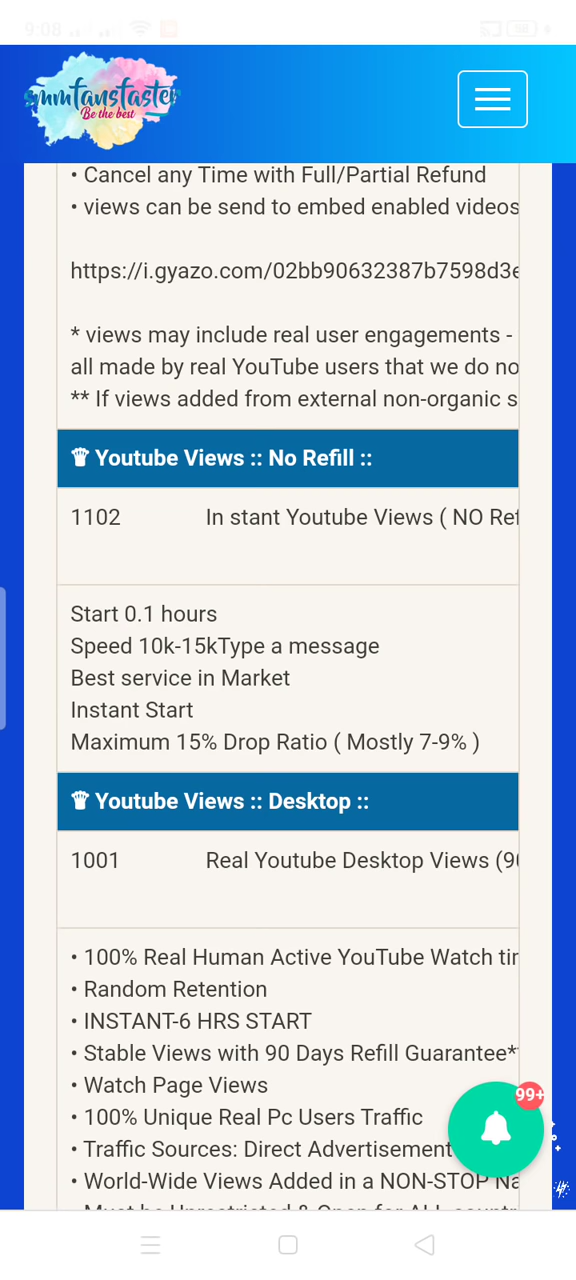 9:08
58
smmfansfaster
Be the best
• Cancel any Time with Full/Partial Refund
• views can be send to embed enabled videos
https://i.gyazo.com/02bb90632387b7598d3e
* views may include real user engagements -
all made by real YouTube users that we do no
** If views added from external non-organic s
♛ Youtube Views :: No Refill ::
1102 In stant Youtube Views ( NO Ref
Start 0.1 hours
Speed 10k-15kType a message
Best service in Market
Instant Start
Maximum 15% Drop Ratio ( Mostly 7-9% )
♛ Youtube Views :: Desktop ::
1001 Real Youtube Desktop Views (90
• 100% Real Human Active YouTube Watch tim
• Random Retention
• INSTANT-6 HRS START
• Stable Views with 90 Days Refill Guarantee**
• Watch Page Views
99+
• 100% Unique Real Pc Users Traffic
• Traffic Sources: Direct Advertisement
• World-Wide Views Added in a NON-STOP Na